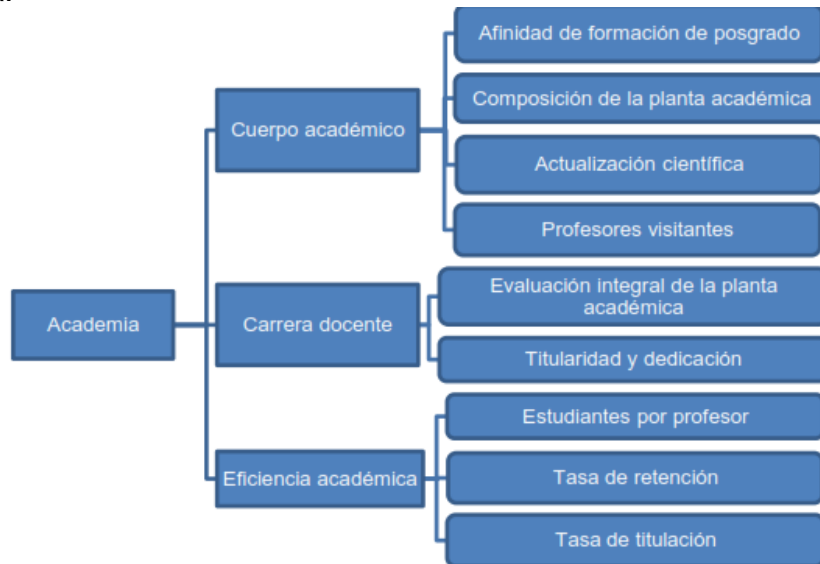 Academia
Cuerpo académico
Afinidad de formación de posgrado
Composición de la planta académica
Actualización científica
Profesores visitantes
Carrera docente
Evaluación integral de la planta
académica
Titularidad y dedicación
Eficiencia académica
Estudiantes por profesor
Tasa de retención
Tasa de titulación